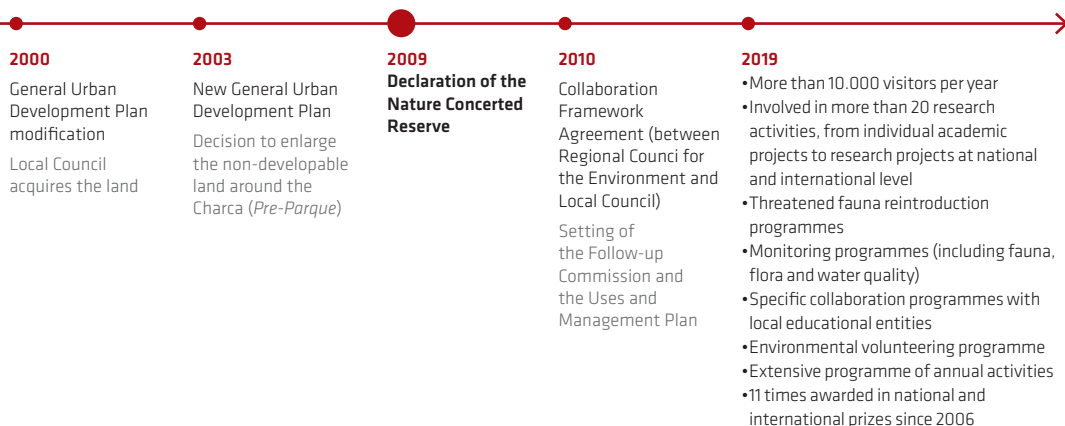 2000
General Urban
Development Plan
modification
Local Council
acquires the land
2003
New General Urban
Development Plan
Decision to enlarge
the non-developable
land around the
Charca (Pre-Parque)
2009
Declaration of the
Nature Concerted
Reserve
2010
Collaboration
Framework
Agreement (between
Regional Counci for
the Environment and
Local Council)
Setting of
the Follow-up
Commission and
the Uses and
Management Plan
2019
•More than 10.000 visitors per year
•Involved in more than 20 research
activities, from individual academic
projects to research projects at national
and international level
•Threatened fauna reintroduction
programmes
•Monitoring programmes (including fauna,
flora and water quality)
•Specific collaboration programmes with
local educational entities
•Environmental volunteering programme
•Extensive programme of annual activities
•11 times awarded in national and
international prizes since 2006